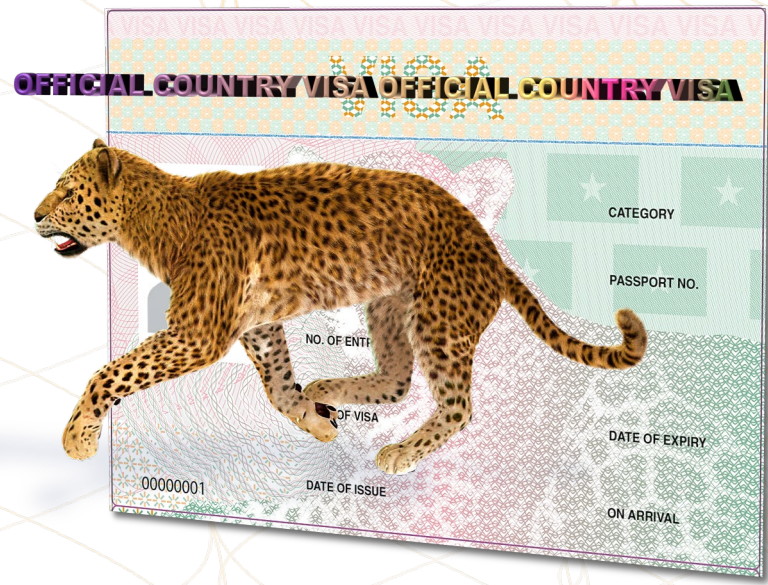 VISA VISA VISA VISA VISA VISA VISA VISA VISA VISA VISA VISA
OFFICIAL COUNTRY VISA OFFICIAL COUNTRY VISA
CATEGORY
PASSPORT NO.
NO. OF
OF VISA
DATE OF EXPIRY
00000001
DATE OF ISSUE
ON ARRIVAL